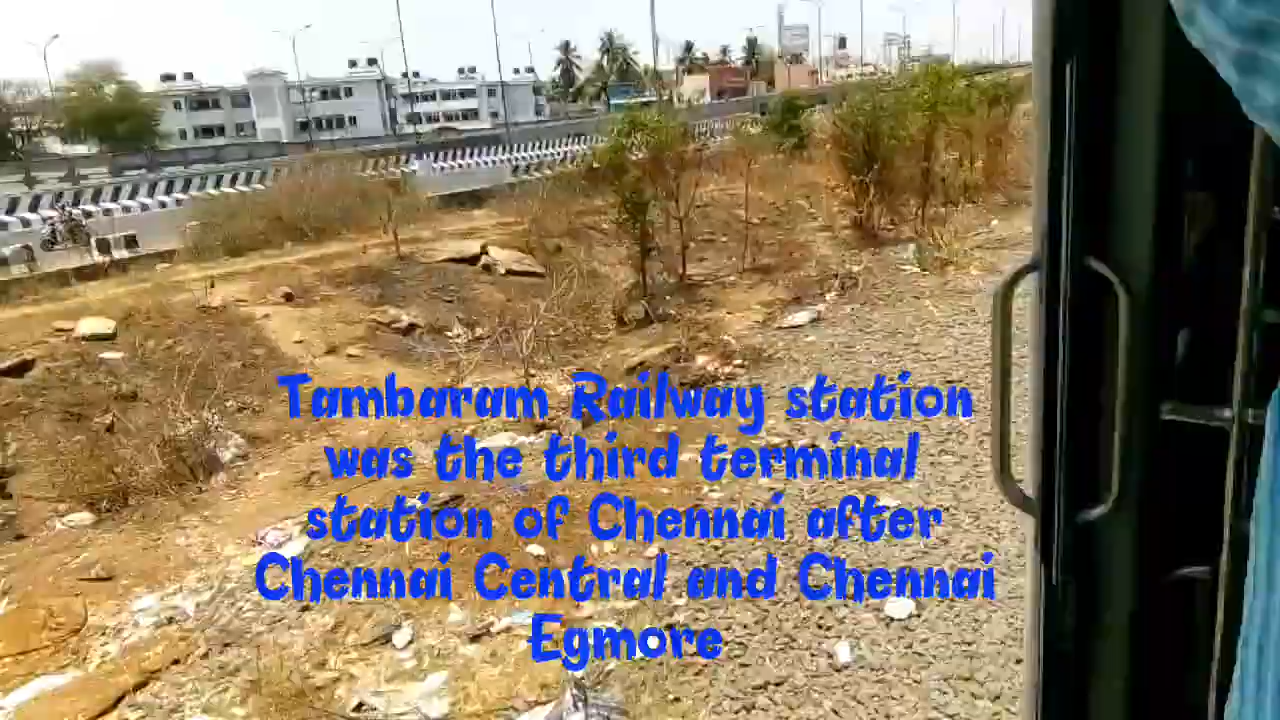 Tambaram Railway station
was the third terminal
station of Chennai after
Chennai Central and Chennai
Egmore